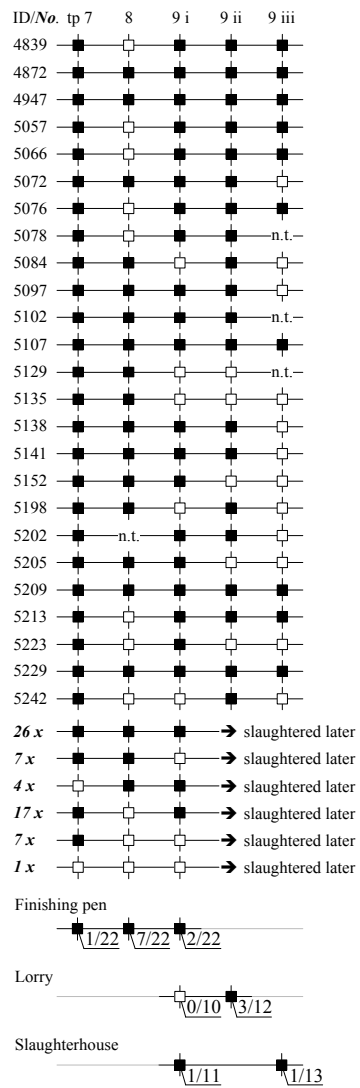 ID/No. tp 7 8 9 i 9 ii 9 iii
4839
4872
4947
5057
5066
5072
5076
5078 n.t.
5084
5097
5102 n.t.
5107
5129 n.t.
5135
5138
5141
5152
5198
5202 n.t.
5205
5209
5213
5223
5229
5242
26 x ➔ slaughtered later
7 x ➔ slaughtered later
4 x ➔ slaughtered later
17 x ➔ slaughtered later
7 x ➔ slaughtered later
1 x ➔ slaughtered later
Finishing pen
1/22 7/22 2/22
Lorry
0/10 3/12
Slaughterhouse
1/11 1/13